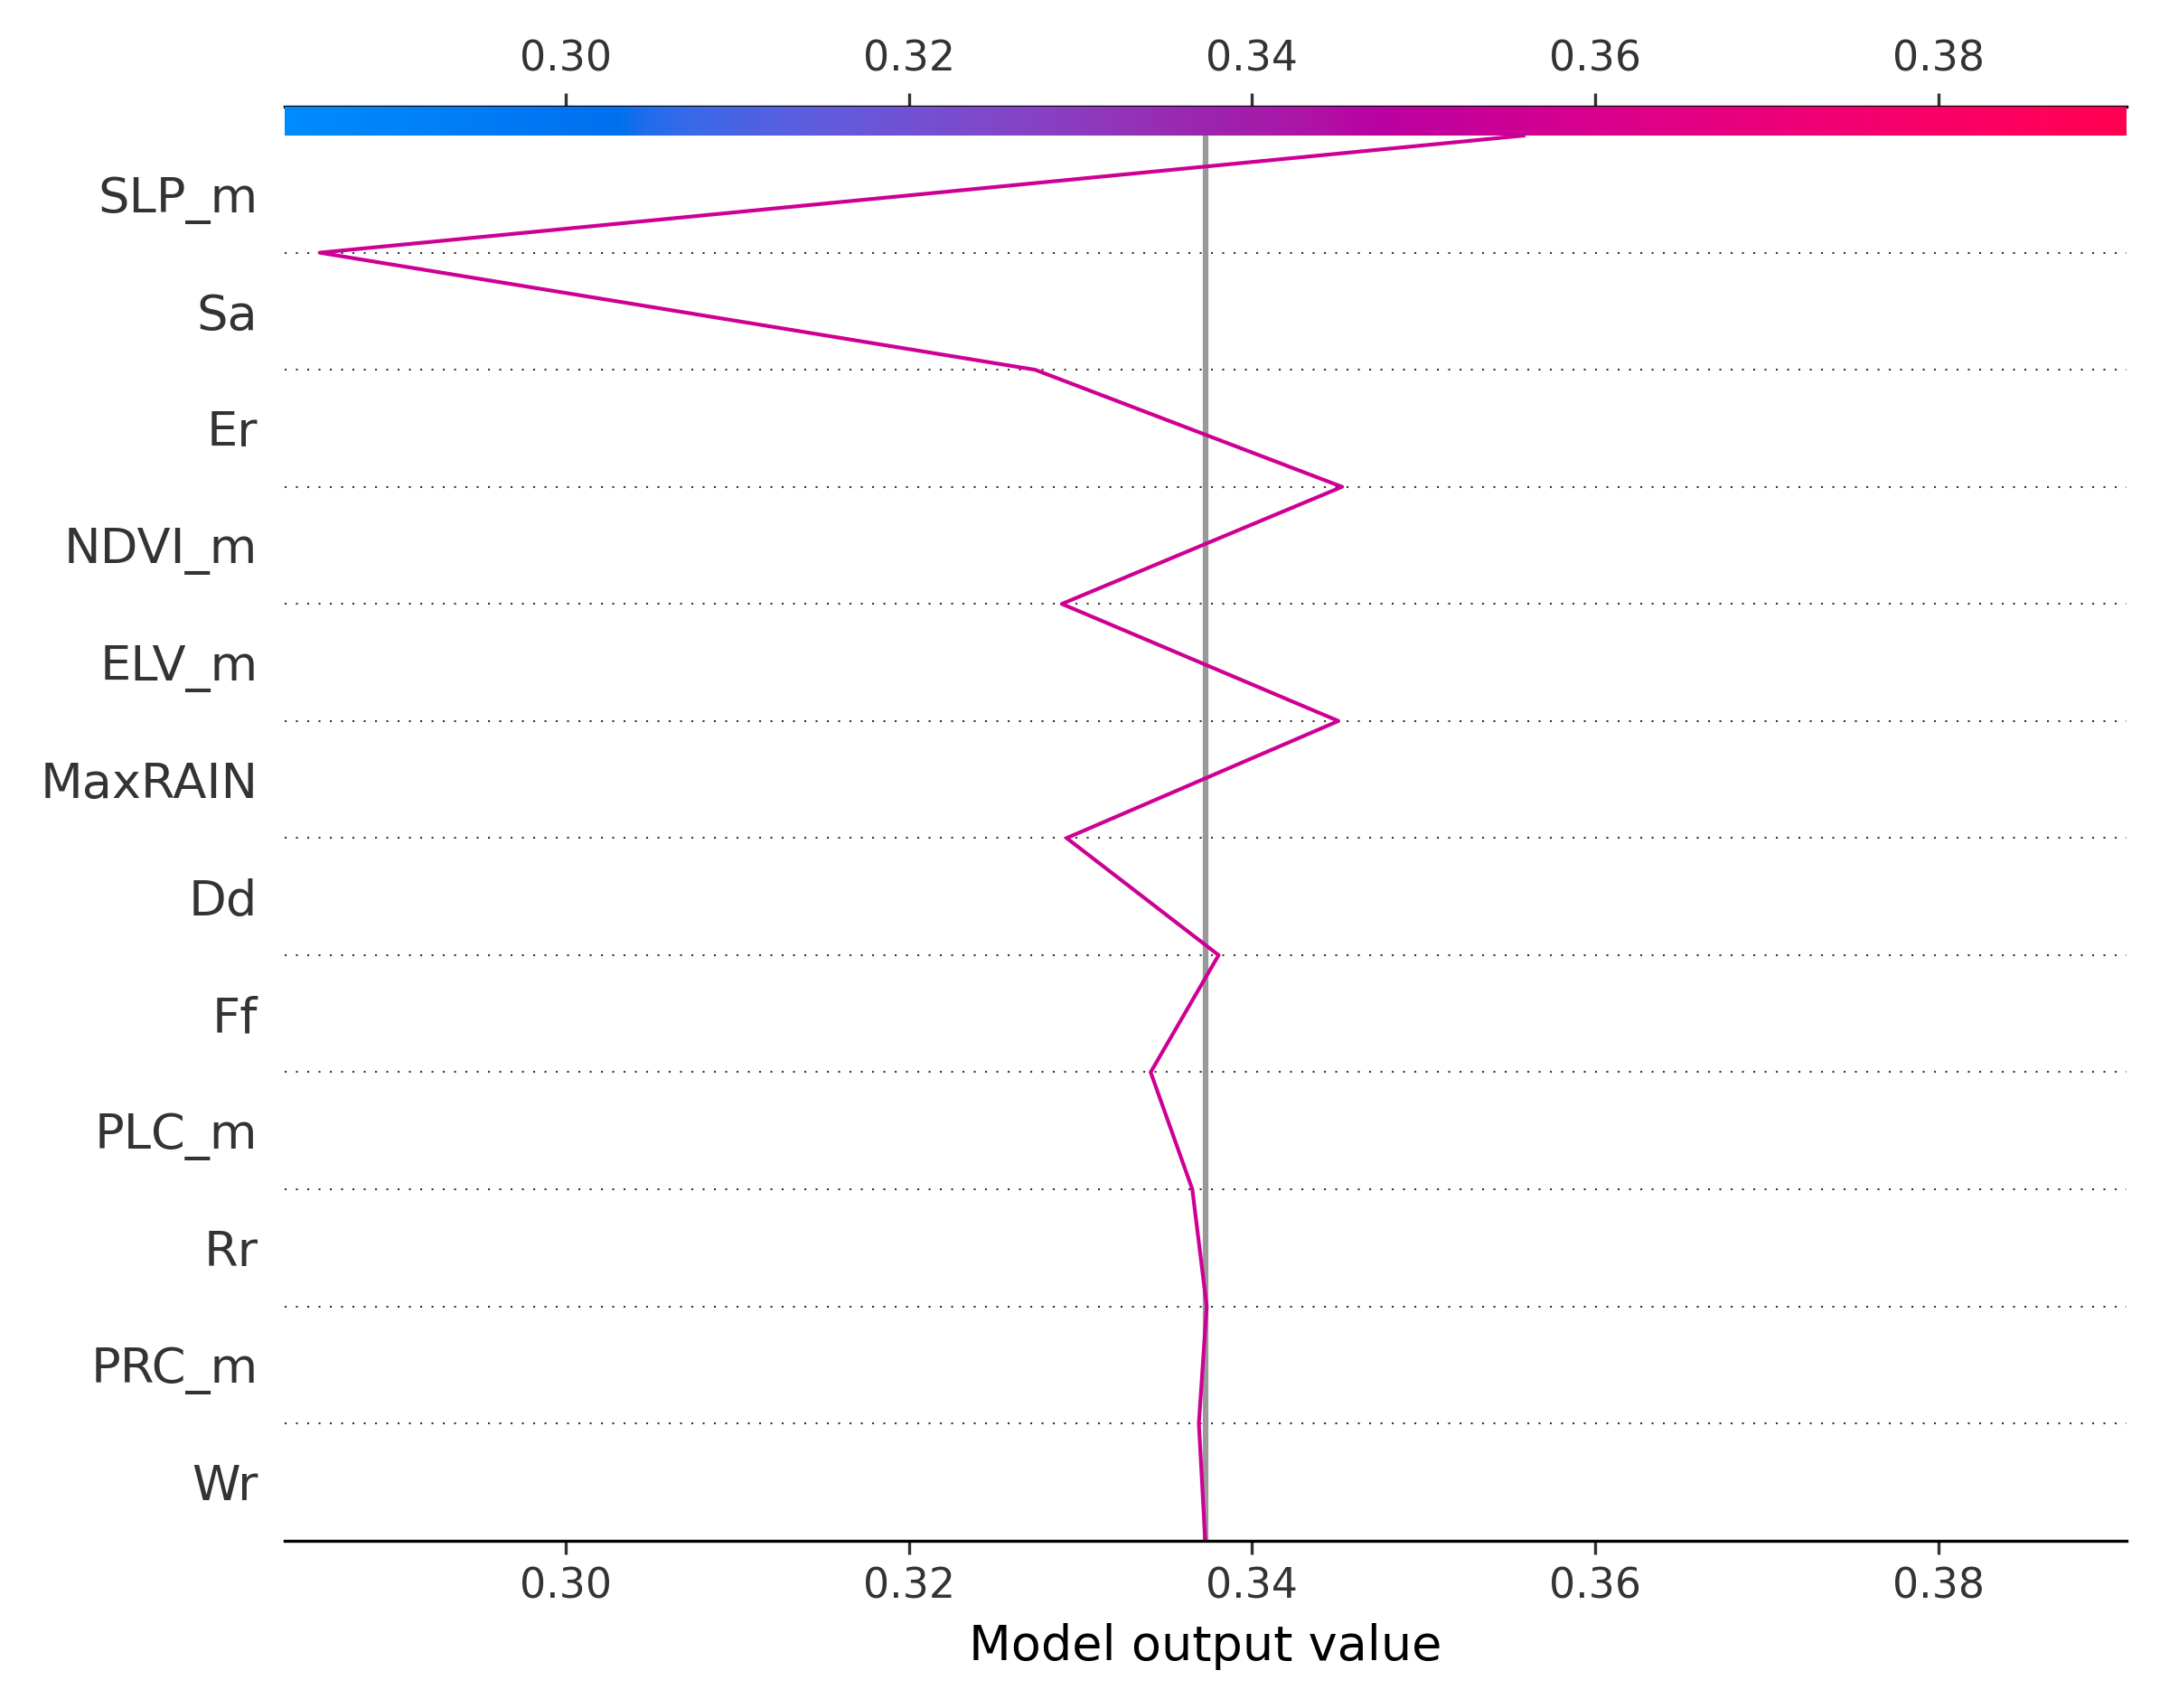 0.30 0.32 0.34 0.36 0.38
SLP_m
Sa
Er
NDVI_m
ELV_m
MaxRAIN
Dd
Ff
PLC_m
Rr
PRC_m
Wr
0.30 0.32 0.34 0.36 0.38
Model output value